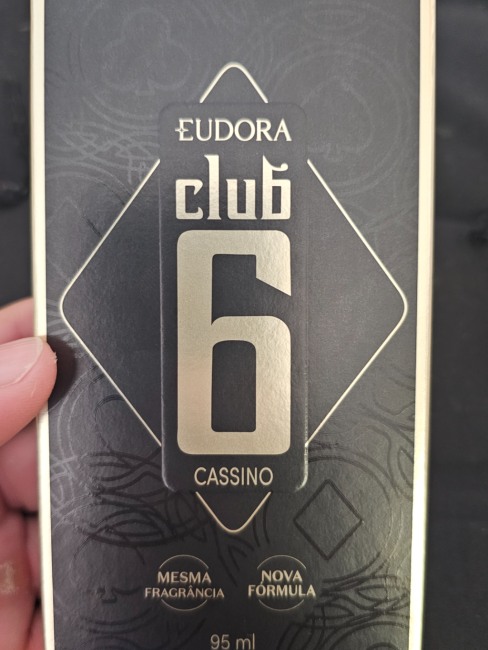 EUDORA
club
6
CASSINO
MESMA
FRAGRÂNCIA
NOVA
FÓRMULA
95 ml